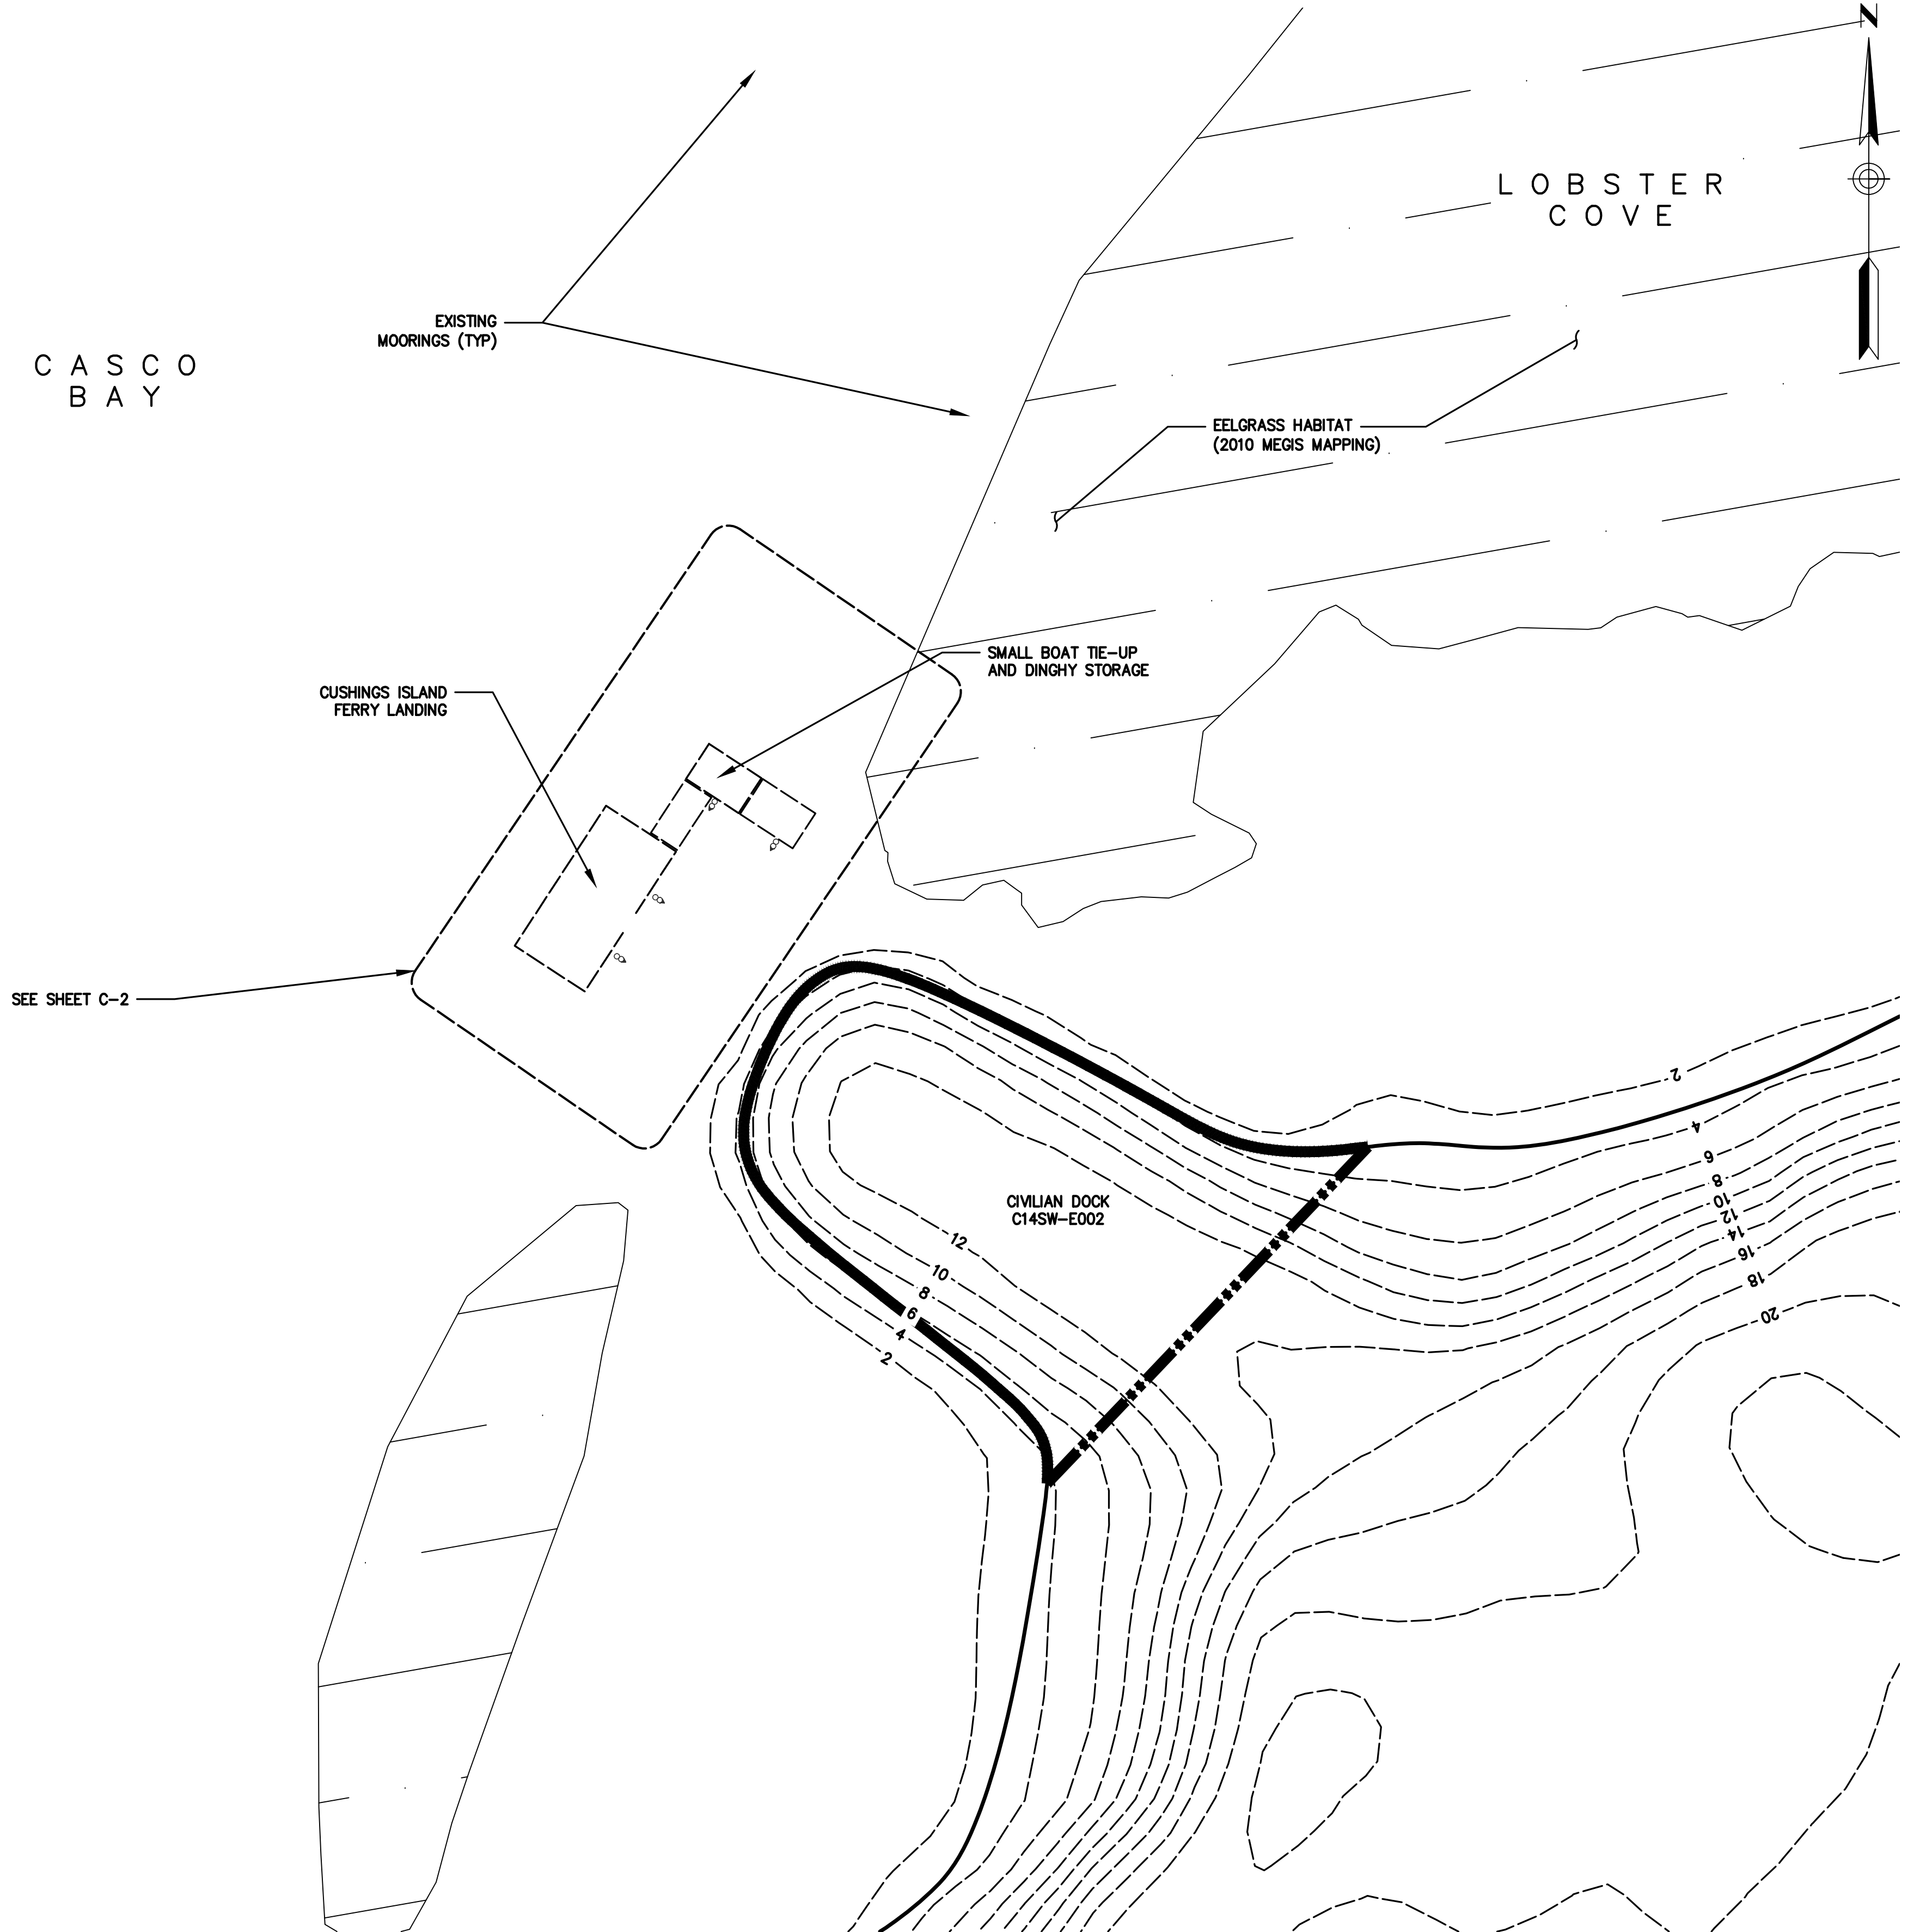 N
LOBSTER
COVE
EXISTING
MOORINGS (TYP)
CASCO
BAY
EELGRASS HABITAT
(2010 MEGIS MAPPING)
SMALL BOAT TIE-UP
AND DINGHY STORAGE
CUSHINGS ISLAND
FERRY LANDING
SEE SHEET C-2
CIVILIAN DOCK
C14SW-E002
2
4
6
8
10
12
14
16
18
20
12
10
8
6
4
2